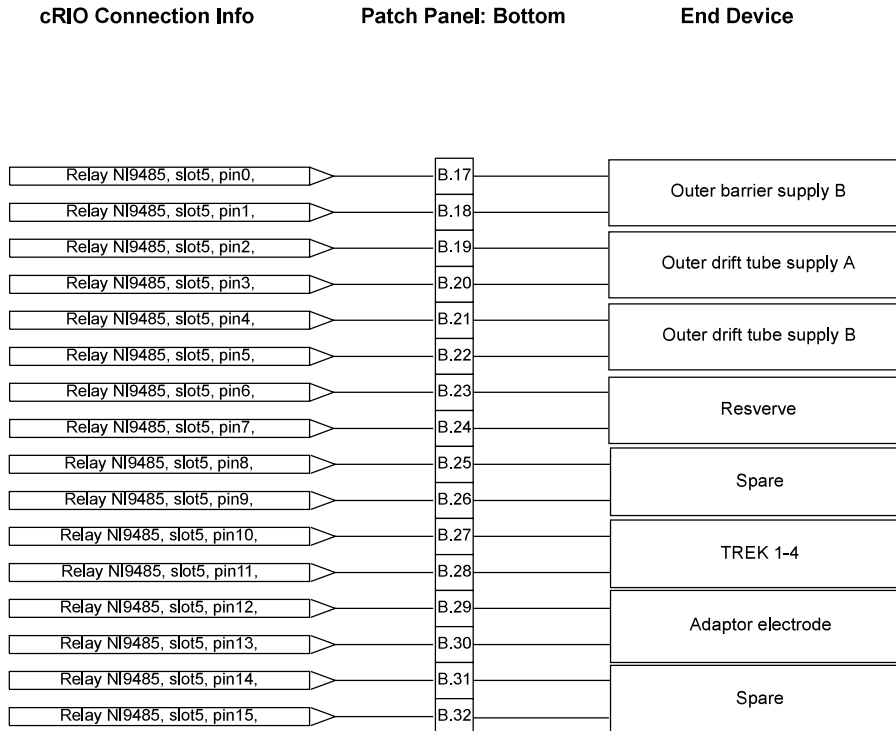 cRIO Connection Info Patch Panel: Bottom End Device
Relay NI9485, slot5, pin0, B.17
Outer barrier supply B
Relay NI9485, slot5, pin1, B.18
Relay NI9485, slot5, pin2, B.19
Outer drift tube supply A
Relay NI9485, slot5, pin3, B.20
Relay NI9485, slot5, pin4, B.21
Outer drift tube supply B
Relay NI9485, slot5, pin5, B.22
Relay NI9485, slot5, pin6, B.23
Resverve
Relay NI9485, slot5, pin7, B.24
Relay NI9485, slot5, pin8, B.25
Spare
Relay NI9485, slot5, pin9, B.26
Relay NI9485, slot5, pin10, B.27
TREK 1-4
Relay NI9485, slot5, pin11, B.28
Relay NI9485, slot5, pin12, B.29
Adaptor electrode
Relay NI9485, slot5, pin13, B.30
Relay NI9485, slot5, pin14, B.31
Spare
Relay NI9485, slot5, pin15, B.32